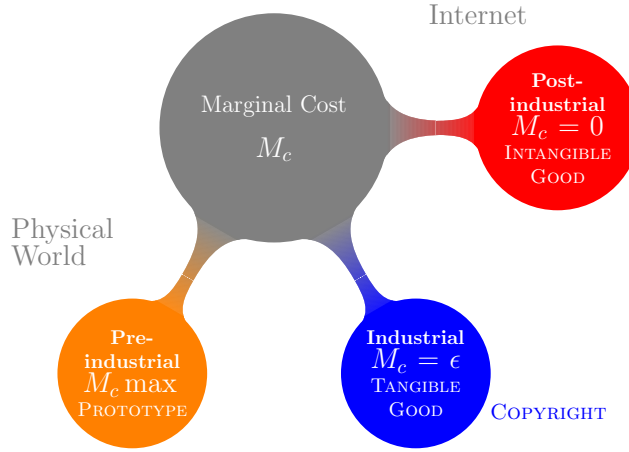 Internet
Marginal Cost
M_c
Post-
industrial
M_c = 0
INTANGIBLE
GOOD
Physical
World
Pre-
industrial
M_c max
PROTOTYPE
Industrial
M_c = ϵ
TANGIBLE
GOOD
COPYRIGHT